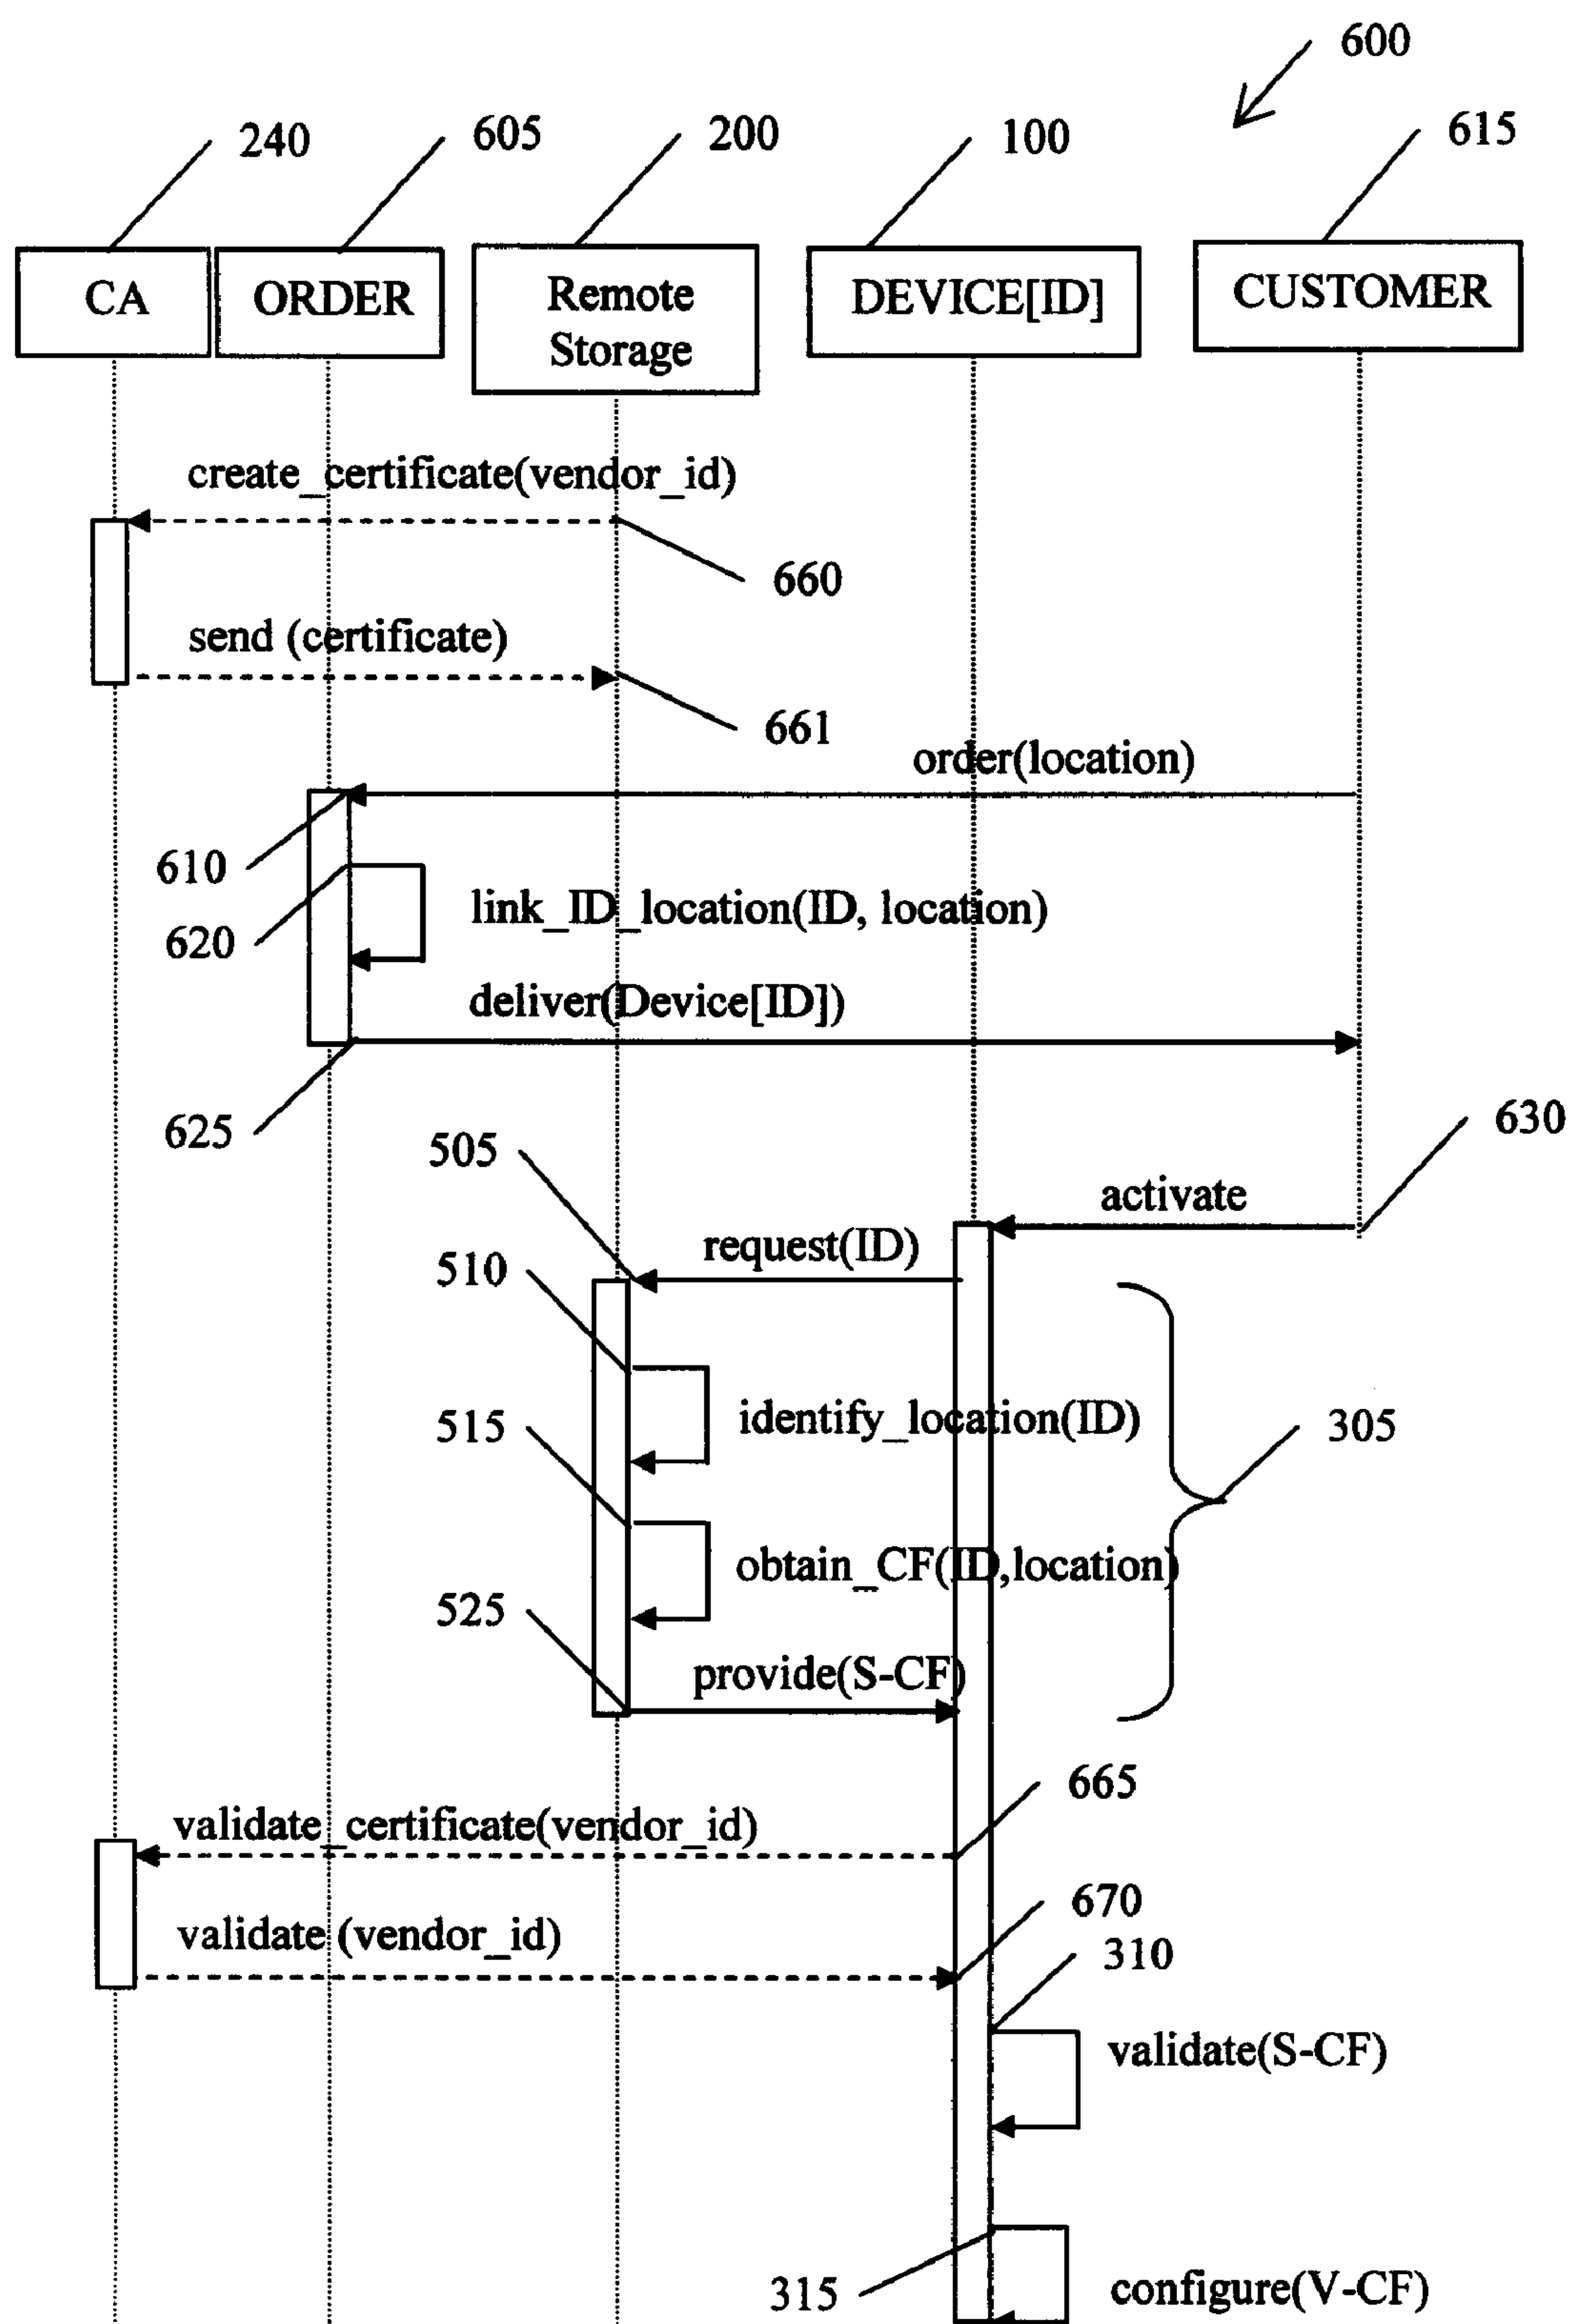 600
240
605
200
100
615
CA
ORDER
Remote
Storage
DEVICE[ID]
CUSTOMER
create_certificate(vendor_id)
660
send (certificate)
661
order(location)
610
link_ID_location(ID, location)
620
deliver(Device[ID])
625
505
630
activate
request(ID)
510
identify_location(ID)
515
305
obtain_CF(ID,location)
525
provide(S-CF)
665
validate_certificate(vendor_id)
670
validate (vendor_id)
310
validate(S-CF)
315
configure(V-CF)